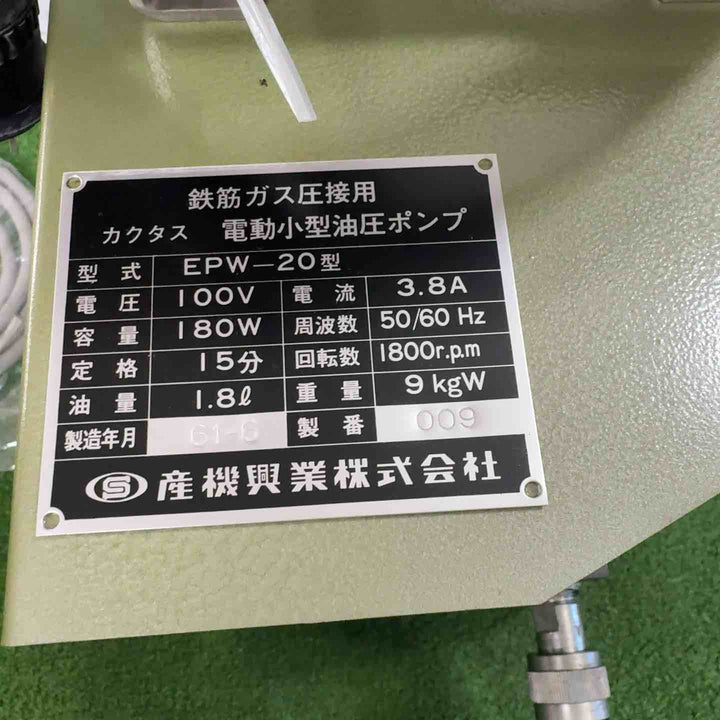 鉄筋ガス圧接用
カクタス 電動小型油圧ポンプ
型式 EPW-20型
電圧 100V 電流 3.8A
容量 180W 周波数 50/60 Hz
定格 15分 回転数 1800r.p.m
油量 1.8ℓ 重量 9kgW
製造年月 61-6 製番 009
S 産機興業株式会社